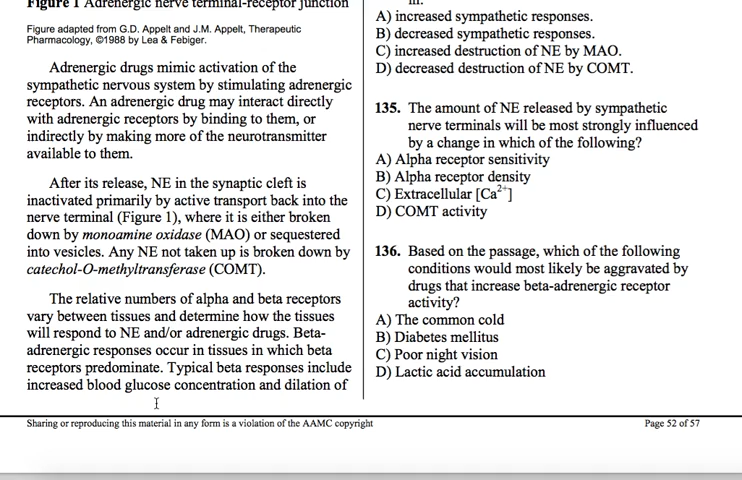 Figure 1 Adrenergic nerve terminal-receptor junction
Figure adapted from G.D. Appelt and J.M. Appelt, Therapeutic
Pharmacology, ©1988 by Lea & Febiger.
Adrenergic drugs mimic activation of the
sympathetic nervous system by stimulating adrenergic
receptors. An adrenergic drug may interact directly
with adrenergic receptors by binding to them, or
indirectly by making more of the neurotransmitter
available to them.
After its release, NE in the synaptic cleft is
inactivated primarily by active transport back into the
nerve terminal (Figure 1), where it is either broken
down by monoamine oxidase (MAO) or sequestered
into vesicles. Any NE not taken up is broken down by
catechol-O-methyltransferase (COMT).
The relative numbers of alpha and beta receptors
vary between tissues and determine how the tissues
will respond to NE and/or adrenergic drugs. Beta-
adrenergic responses occur in tissues in which beta
receptors predominate. Typical beta responses include
increased blood glucose concentration and dilation of
A) increased sympathetic responses.
B) decreased sympathetic responses.
C) increased destruction of NE by MAO.
D) decreased destruction of NE by COMT.
135. The amount of NE released by sympathetic
nerve terminals will be most strongly influenced
by a change in which of the following?
A) Alpha receptor sensitivity
B) Alpha receptor density
C) Extracellular [Ca²⁺]
D) COMT activity
136. Based on the passage, which of the following
conditions would most likely be aggravated by
drugs that increase beta-adrenergic receptor
activity?
A) The common cold
B) Diabetes mellitus
C) Poor night vision
D) Lactic acid accumulation
Sharing or reproducing this material in any form is a violation of the AAMC copyright
Page 52 of 57